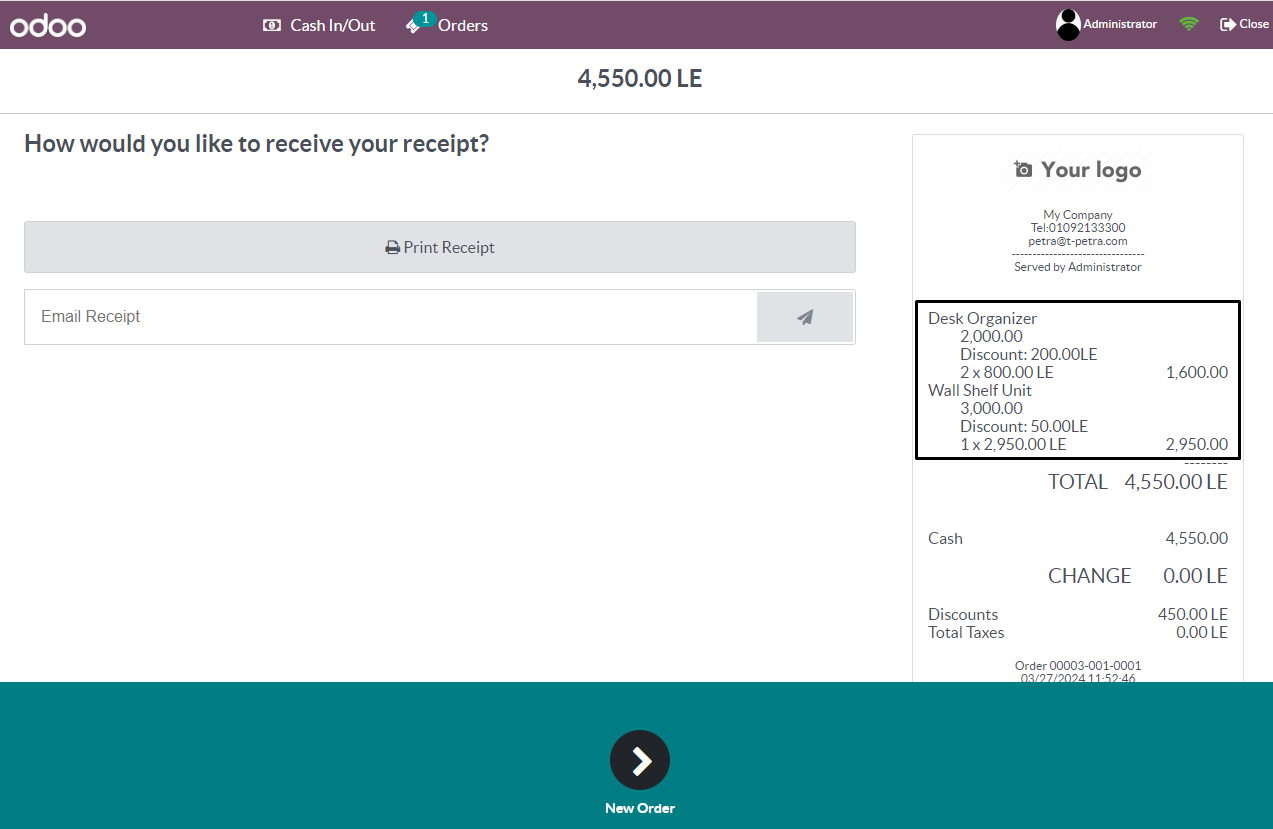 odoo
Cash In/Out
1
Orders
Administrator
Close
4,550.00 LE
How would you like to receive your receipt?
Print Receipt
Email Receipt
Your logo
My Company
Tel:01092133300
petra@t-petra.com
--------------------------------
Served by Administrator
Desk Organizer
2,000.00
Discount: 200.00LE
2 x 800.00 LE 1,600.00
Wall Shelf Unit
3,000.00
Discount: 50.00LE
1 x 2,950.00 LE 2,950.00
--------
TOTAL 4,550.00 LE
Cash 4,550.00
CHANGE 0.00 LE
Discounts 450.00 LE
Total Taxes 0.00 LE
Order 00003-001-0001
03/27/2024 11:52:46
New Order